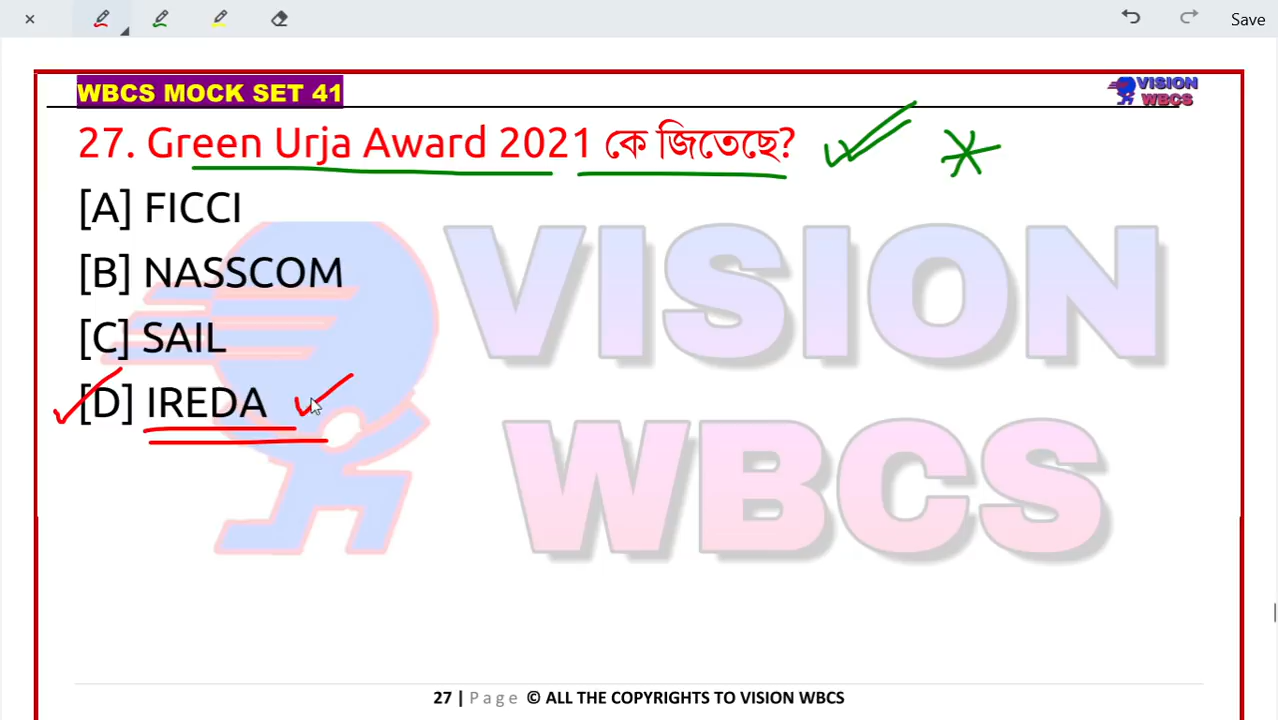 Save
WBCS MOCK SET 41
VISION
WBCS
27. Green Urja Award 2021 কে জিতেছে?
[A] FICCI
[B] NASSCOM
[C] SAIL
[D] IREDA
VISION
WBCS
27 | Page © ALL THE COPYRIGHTS TO VISION WBCS